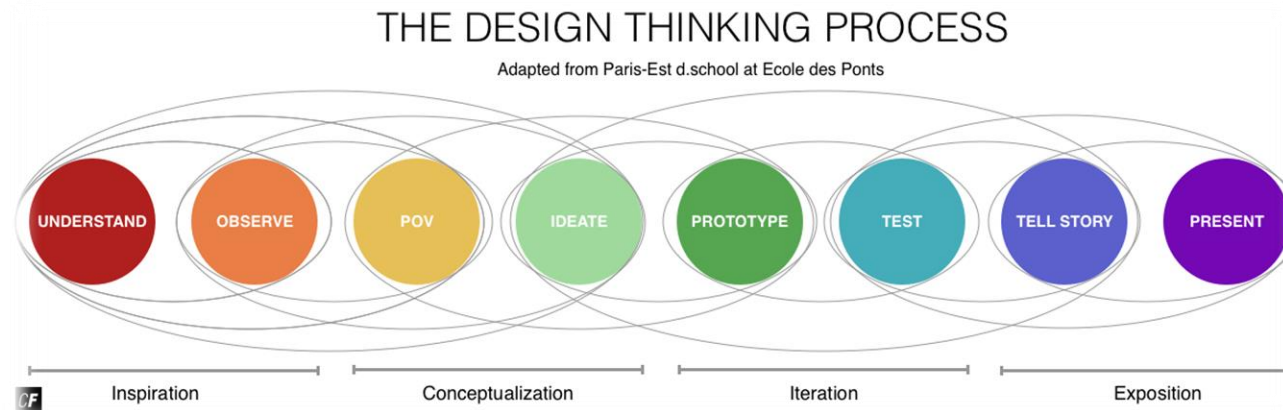 THE DESIGN THINKING PROCESS
Adapted from Paris-Est d.school at Ecole des Ponts
UNDERSTAND
OBSERVE
POV
IDEATE
PROTOTYPE
TEST
TELL STORY
PRESENT
Inspiration
Conceptualization
Iteration
Exposition
CF